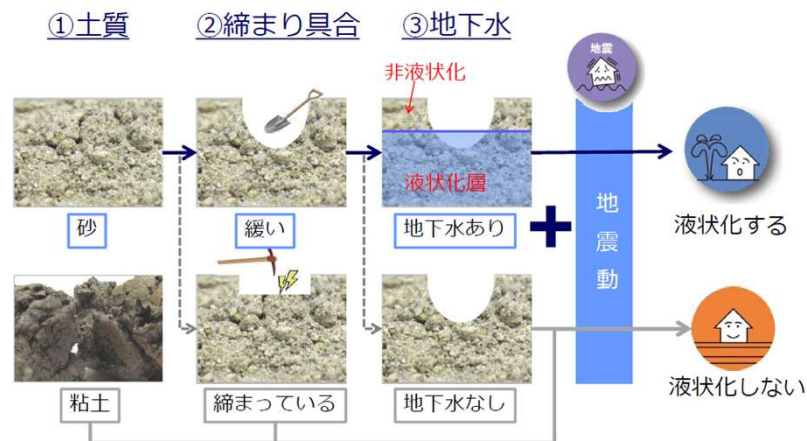 ①土質
②締まり具合
③地下水
地震
非液状化
液状化層
砂
緩い
地下水あり
+
地震動
液状化する
粘土
締まっている
地下水なし
液状化しない